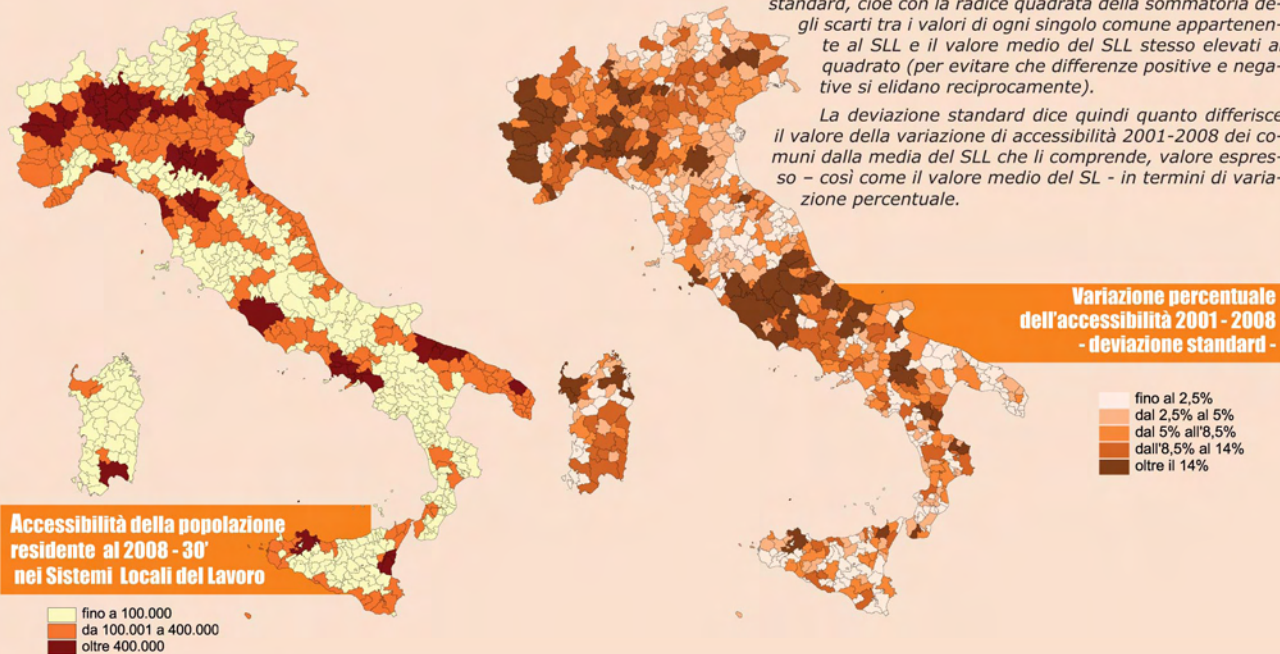 standard, cioè con la radice quadrata della sommatoria de-
gli scarti tra i valori di ogni singolo comune appartenen-
te al SLL e il valore medio del SLL stesso elevati al
quadrato (per evitare che differenze positive e nega-
tive si elidano reciprocamente).
La deviazione standard dice quindi quanto differisce
il valore della variazione di accessibilità 2001-2008 dei co-
muni dalla media del SLL che li comprende, valore espres-
so – così come il valore medio del SL - in termini di varia-
zione percentuale.
Variazione percentuale
dell'accessibilità 2001 - 2008
- deviazione standard -
fino al 2,5%
dal 2,5% al 5%
dal 5% all'8,5%
dall'8,5% al 14%
oltre il 14%
Accessibilità della popolazione
residente al 2008 - 30'
nei Sistemi Locali del Lavoro
fino a 100.000
da 100.001 a 400.000
oltre 400.000